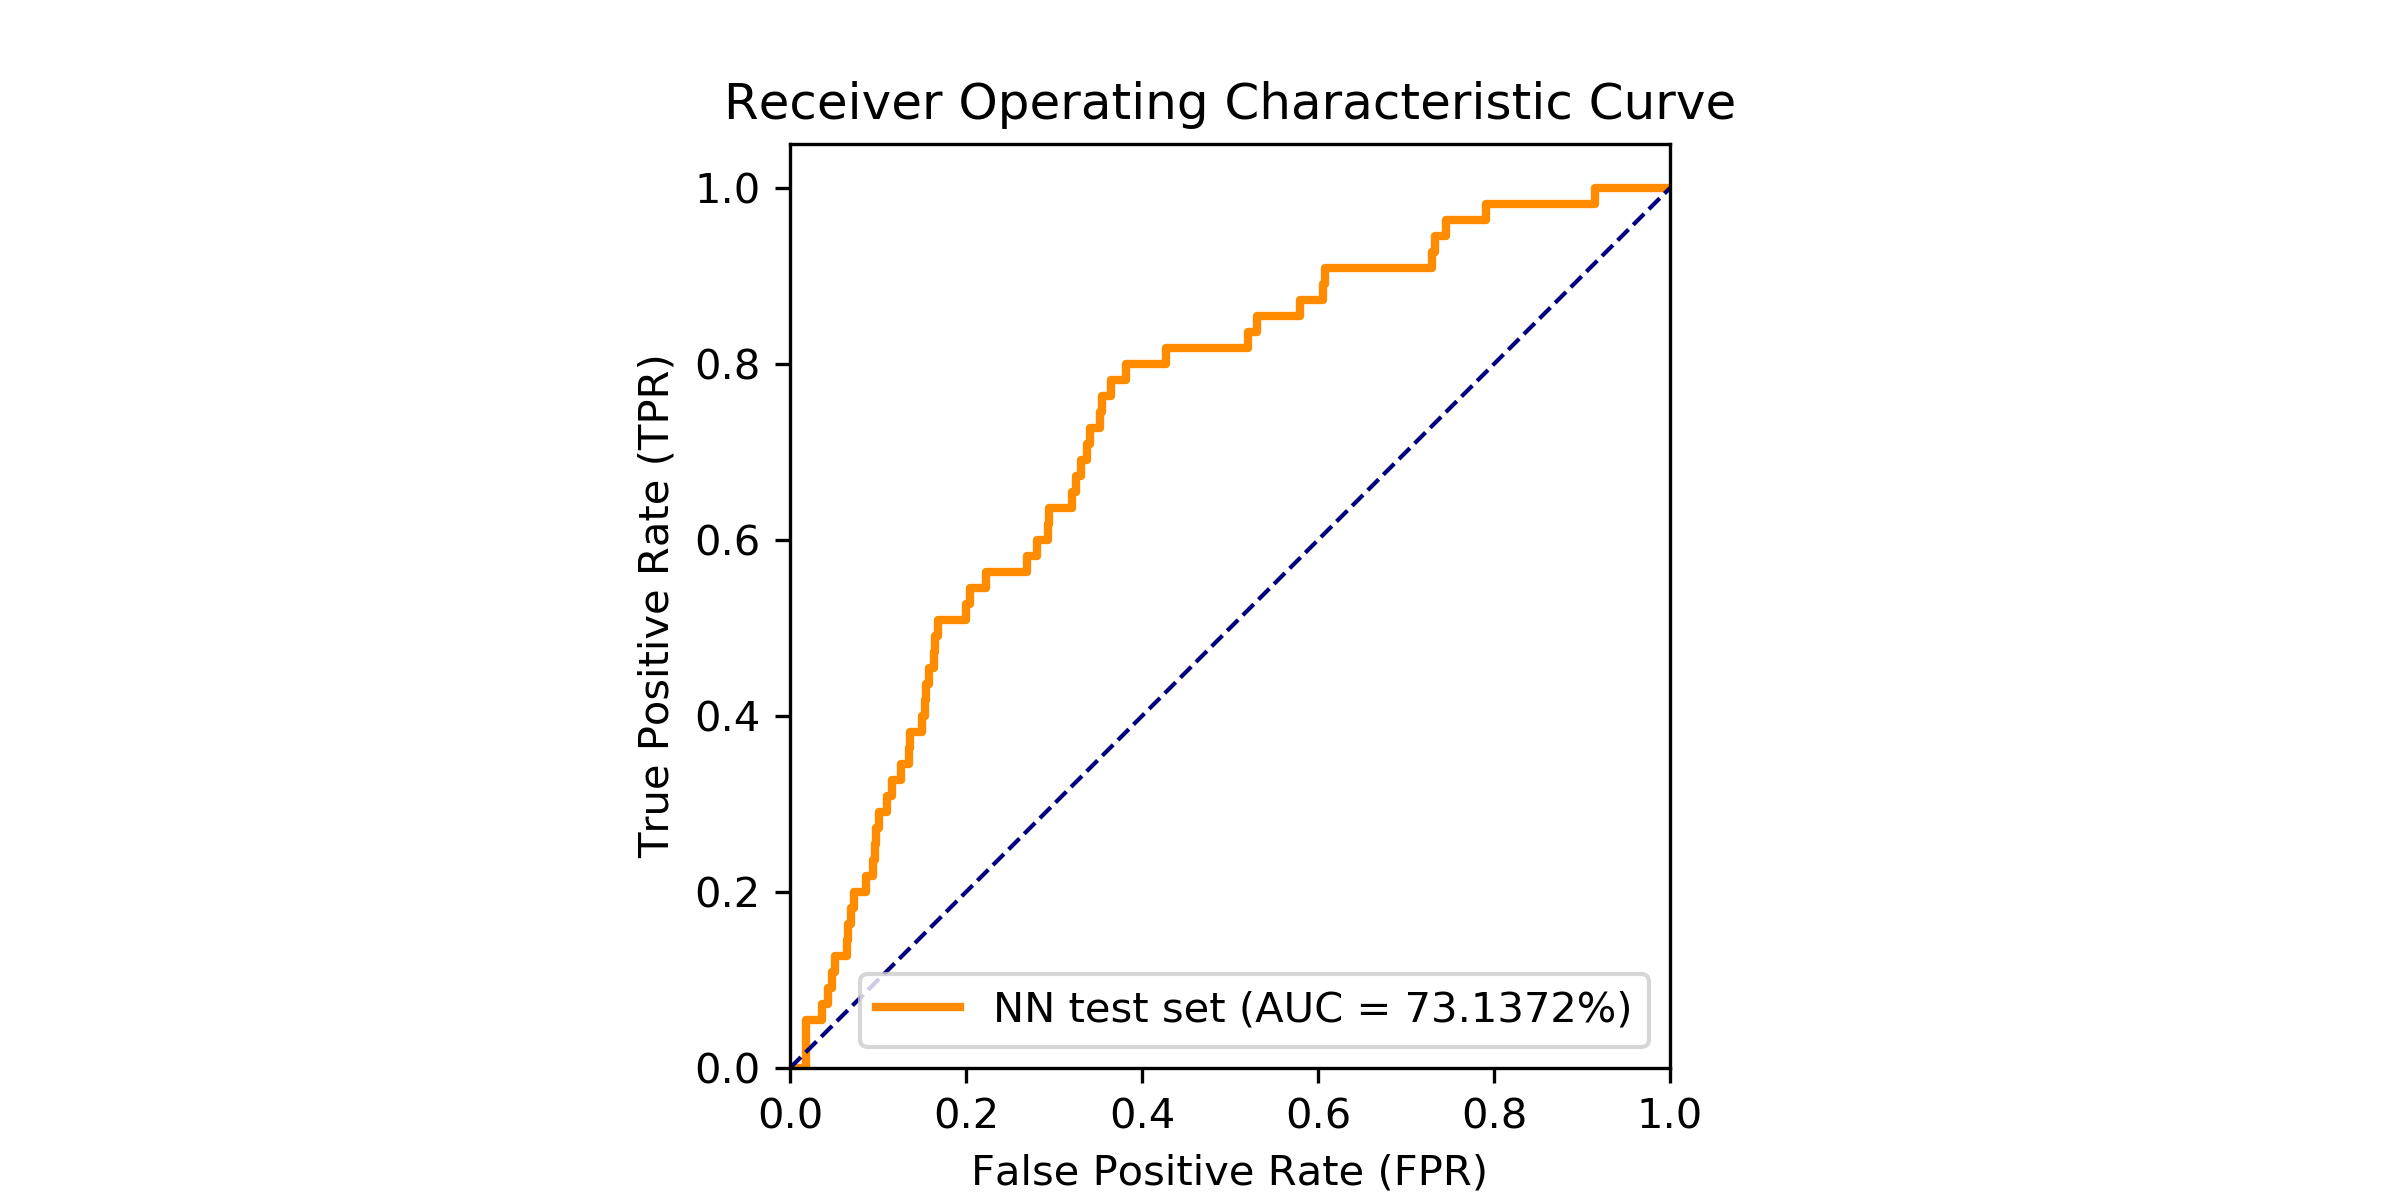 Receiver Operating Characteristic Curve
1.0
0.8
0.6
0.4
0.2
0.0
True Positive Rate (TPR)
NN test set (AUC = 73.1372%)
0.0 0.2 0.4 0.6 0.8 1.0
False Positive Rate (FPR)